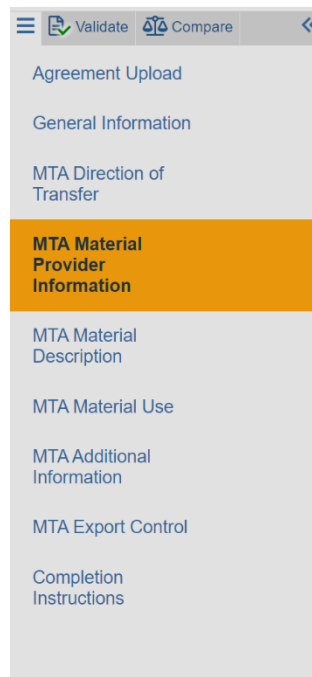 Validate Compare
Agreement Upload
General Information
MTA Direction of
Transfer
MTA Material
Provider
Information
MTA Material
Description
MTA Material Use
MTA Additional
Information
MTA Export Control
Completion
Instructions